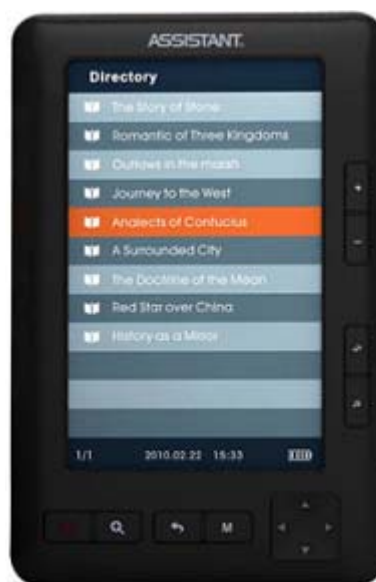 ASSISTANT.
Directory
The Story of Stone
Romantic of Three Kingdoms
Outlaws in the marsh
Journey to the West
Analects of Confucius
A Surrounded City
The Doctrine of the Mean
Red Star over China
History as a Mirror
1/1 2010.02.22 15:33
M
+
−